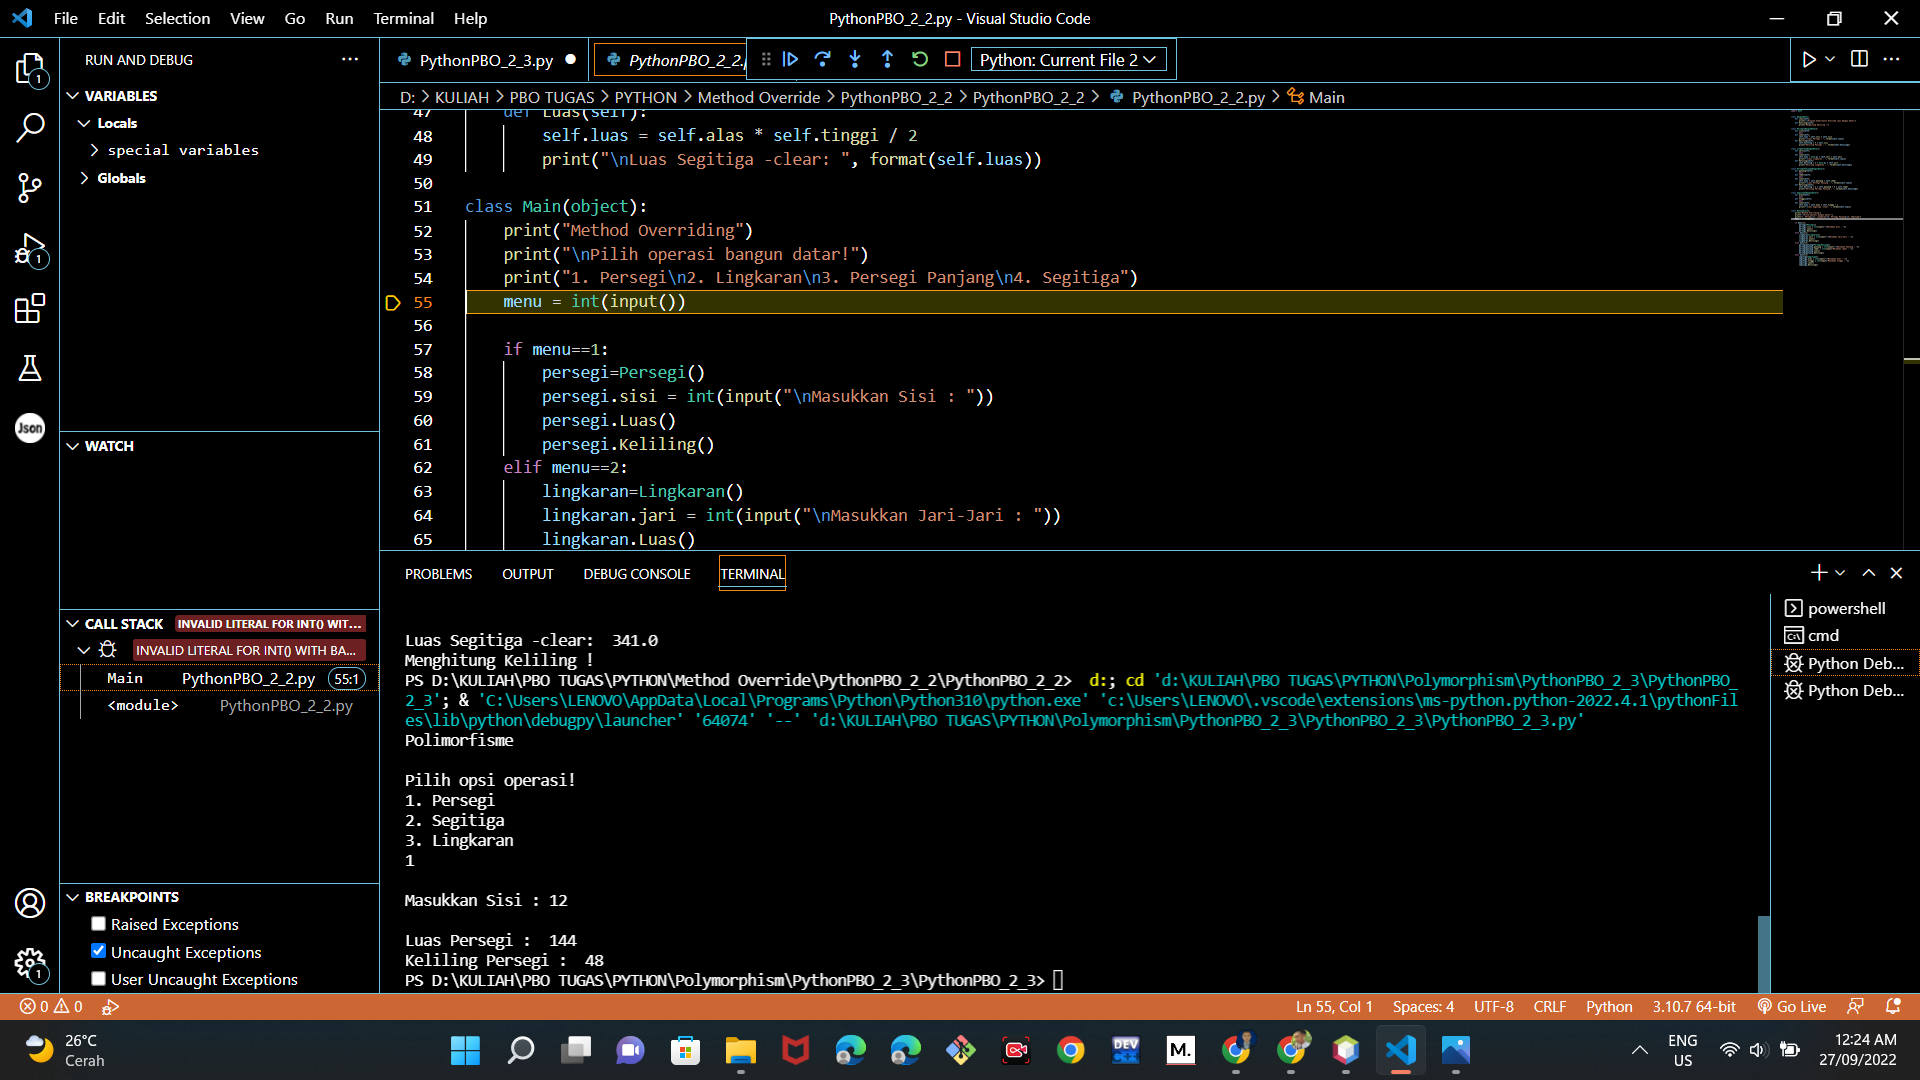 File Edit Selection View Go Run Terminal Help
PythonPBO_2_2.py - Visual Studio Code
RUN AND DEBUG
VARIABLES
Locals
special variables
Globals
WATCH
CALL STACK INVALID LITERAL FOR INT() WIT...
INVALID LITERAL FOR INT() WITH BA...
Main PythonPBO_2_2.py 55:1
<module> PythonPBO_2_2.py
BREAKPOINTS
Raised Exceptions
Uncaught Exceptions
User Uncaught Exceptions
1
1
Json
1
PythonPBO_2_3.py PythonPBO_2_2. Python: Current File 2
D: > KULIAH > PBO TUGAS > PYTHON > Method Override > PythonPBO_2_2 > PythonPBO_2_2 > PythonPBO_2_2.py > Main
47 def Luas(self):
48 self.luas = self.alas * self.tinggi / 2
49 print("\nLuas Segitiga -clear: ", format(self.luas))
50
51 class Main(object):
52 print("Method Overriding")
53 print("\nPilih operasi bangun datar!")
54 print("1. Persegi\n2. Lingkaran\n3. Persegi Panjang\n4. Segitiga")
55 menu = int(input())
56
57 if menu==1:
58 persegi=Persegi()
59 persegi.sisi = int(input("\nMasukkan Sisi : "))
60 persegi.Luas()
61 persegi.Keliling()
62 elif menu==2:
63 lingkaran=Lingkaran()
64 lingkaran.jari = int(input("\nMasukkan Jari-Jari : "))
65 lingkaran.Luas()
PROBLEMS OUTPUT DEBUG CONSOLE TERMINAL
Luas Segitiga -clear:  341.0
Menghitung Keliling !
PS D:\KULIAH\PBO TUGAS\PYTHON\Method Override\PythonPBO_2_2\PythonPBO_2_2>  d:; cd 'd:\KULIAH\PBO TUGAS\PYTHON\Polymorphism\PythonPBO_2_3\PythonPBO_
2_3'; & 'C:\Users\LENOVO\AppData\Local\Programs\Python\Python310\python.exe' 'c:\Users\LENOVO\.vscode\extensions\ms-python.python-2022.4.1\pythonFil
es\lib\python\debugpy\launcher' '64074' '--' 'd:\KULIAH\PBO TUGAS\PYTHON\Polymorphism\PythonPBO_2_3\PythonPBO_2_3\PythonPBO_2_3.py'
Polimorfisme
Pilih opsi operasi!
1. Persegi
2. Segitiga
3. Lingkaran
1
Masukkan Sisi : 12
Luas Persegi :  144
Keliling Persegi :  48
PS D:\KULIAH\PBO TUGAS\PYTHON\Polymorphism\PythonPBO_2_3\PythonPBO_2_3>
powershell
cmd
Python Deb...
Python Deb...
0 0 Ln 55, Col 1 Spaces: 4 UTF-8 CRLF Python 3.10.7 64-bit Go Live
26°C
Cerah
DEV
C++
M.
ENG
US
12:24 AM
27/09/2022